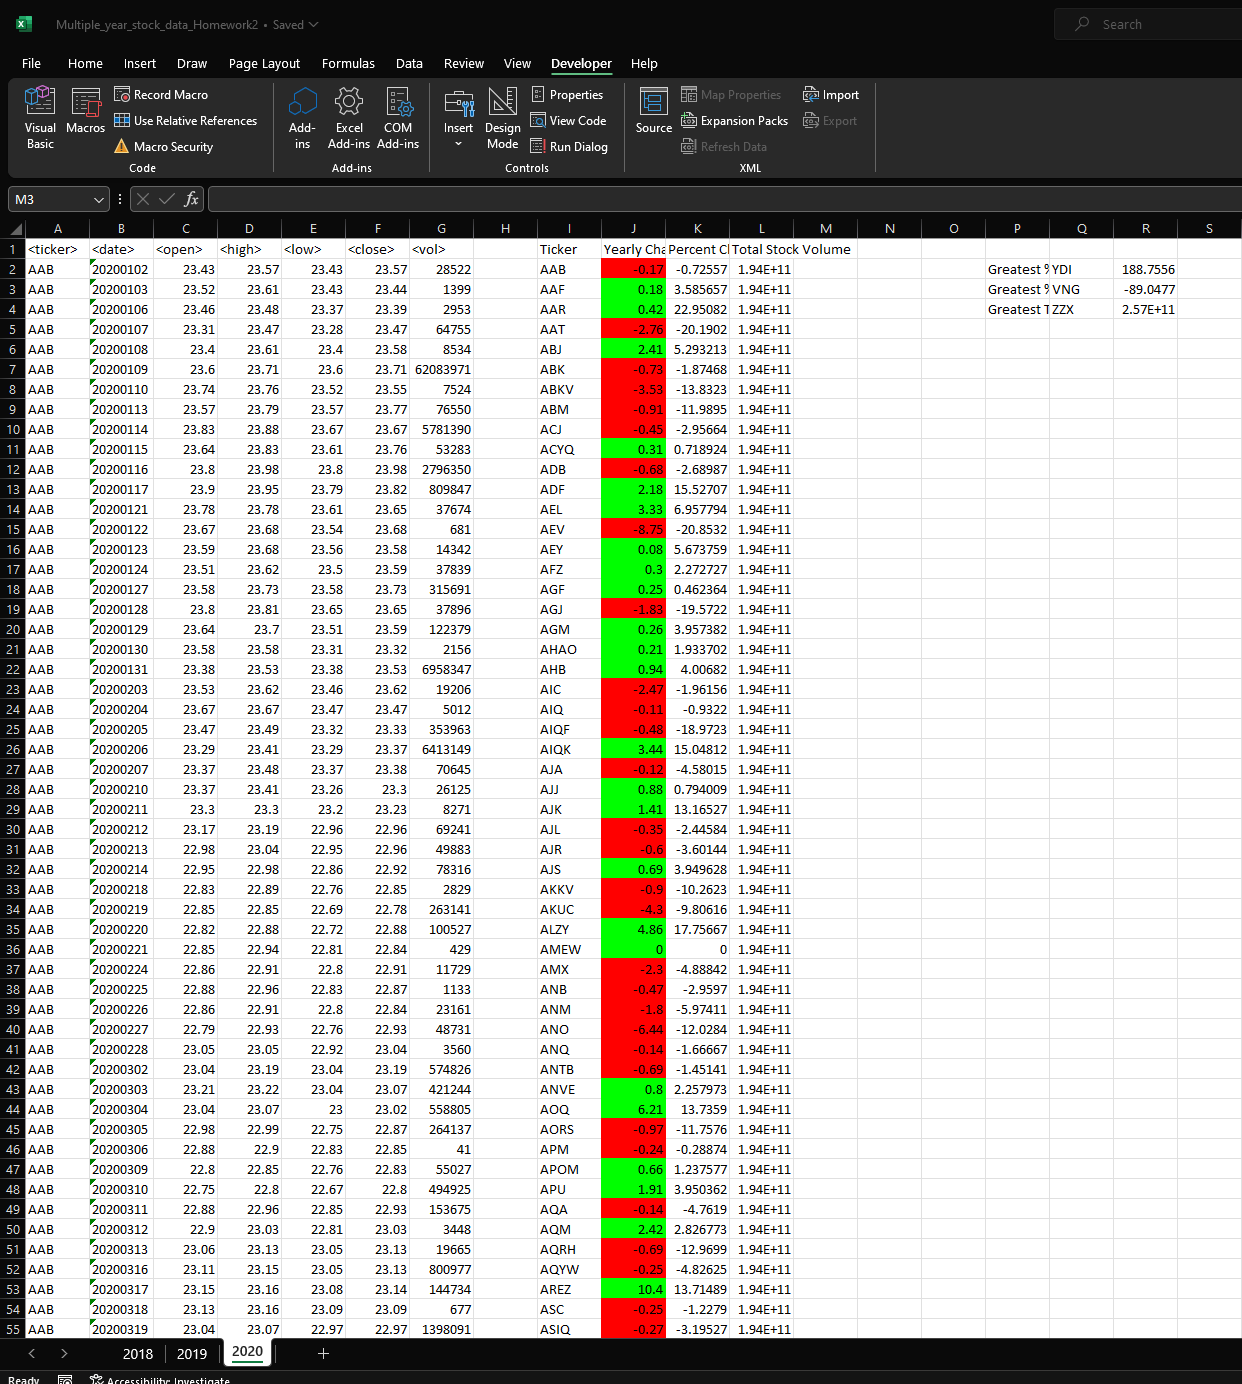 Multiple_year_stock_data_Homework2 • Saved
Search
File Home Insert Draw Page Layout Formulas Data Review View Developer Help
Visual Basic
Macros
Record Macro
Use Relative References
Macro Security
Code
Add-ins
Excel Add-ins
COM Add-ins
Add-ins
Insert
Design Mode
Properties
View Code
Run Dialog
Controls
Source
Map Properties
Expansion Packs
Refresh Data
Import
Export
XML
M3
fx
A B C D E F G H I J K L M N O P Q R S
1 <ticker> <date> <open> <high> <low> <close> <vol> Ticker Yearly Cha Percent Cl Total Stock Volume
2 AAB 20200102 23.43 23.57 23.43 23.57 28522 AAB -0.17 -0.72557 1.94E+11 Greatest % YDI 188.7556
3 AAB 20200103 23.52 23.61 23.43 23.44 1399 AAF 0.18 3.585657 1.94E+11 Greatest % VNG -89.0477
4 AAB 20200106 23.46 23.48 23.37 23.39 2953 AAR 0.42 22.95082 1.94E+11 Greatest T ZZX 2.57E+11
5 AAB 20200107 23.31 23.47 23.28 23.47 64755 AAT -2.76 -20.1902 1.94E+11
6 AAB 20200108 23.4 23.61 23.4 23.58 8534 ABJ 2.41 5.293213 1.94E+11
7 AAB 20200109 23.6 23.71 23.6 23.71 62083971 ABK -0.73 -1.87468 1.94E+11
8 AAB 20200110 23.74 23.76 23.52 23.55 7524 ABKV -3.53 -13.8323 1.94E+11
9 AAB 20200113 23.57 23.79 23.57 23.77 76550 ABM -0.91 -11.9895 1.94E+11
10 AAB 20200114 23.83 23.88 23.67 23.67 5781390 ACJ -0.45 -2.95664 1.94E+11
11 AAB 20200115 23.64 23.83 23.61 23.76 53283 ACYQ 0.31 0.718924 1.94E+11
12 AAB 20200116 23.8 23.98 23.8 23.98 2796350 ADB -0.68 -2.68987 1.94E+11
13 AAB 20200117 23.9 23.95 23.79 23.82 809847 ADF 2.18 15.52707 1.94E+11
14 AAB 20200121 23.78 23.78 23.61 23.65 37674 AEL 3.33 6.957794 1.94E+11
15 AAB 20200122 23.67 23.68 23.54 23.68 681 AEV -8.75 -20.8532 1.94E+11
16 AAB 20200123 23.59 23.68 23.56 23.58 14342 AEY 0.08 5.673759 1.94E+11
17 AAB 20200124 23.51 23.62 23.5 23.59 37839 AFZ 0.3 2.272727 1.94E+11
18 AAB 20200127 23.58 23.73 23.58 23.73 315691 AGF 0.25 0.462364 1.94E+11
19 AAB 20200128 23.8 23.81 23.65 23.65 37896 AGJ -1.83 -19.5722 1.94E+11
20 AAB 20200129 23.64 23.7 23.51 23.59 122379 AGM 0.26 3.957382 1.94E+11
21 AAB 20200130 23.58 23.58 23.31 23.32 2156 AHAO 0.21 1.933702 1.94E+11
22 AAB 20200131 23.38 23.53 23.38 23.53 6958347 AHB 0.94 4.00682 1.94E+11
23 AAB 20200203 23.53 23.62 23.46 23.62 19206 AIC -2.47 -1.96156 1.94E+11
24 AAB 20200204 23.67 23.67 23.47 23.47 5012 AIQ -0.11 -0.9322 1.94E+11
25 AAB 20200205 23.47 23.49 23.32 23.33 353963 AIQF -0.48 -18.9723 1.94E+11
26 AAB 20200206 23.29 23.41 23.29 23.37 6413149 AIQK 3.44 15.04812 1.94E+11
27 AAB 20200207 23.37 23.48 23.37 23.38 70645 AJA -0.12 -4.58015 1.94E+11
28 AAB 20200210 23.37 23.41 23.26 23.3 26125 AJJ 0.88 0.794009 1.94E+11
29 AAB 20200211 23.3 23.3 23.2 23.23 8271 AJK 1.41 13.16527 1.94E+11
30 AAB 20200212 23.17 23.19 22.96 22.96 69241 AJL -0.35 -2.44584 1.94E+11
31 AAB 20200213 22.98 23.04 22.95 22.96 49883 AJR -0.6 -3.60144 1.94E+11
32 AAB 20200214 22.95 22.98 22.86 22.92 78316 AJS 0.69 3.949628 1.94E+11
33 AAB 20200218 22.83 22.89 22.76 22.85 2829 AKKV -0.9 -10.2623 1.94E+11
34 AAB 20200219 22.85 22.85 22.69 22.78 263141 AKUC -4.3 -9.80616 1.94E+11
35 AAB 20200220 22.82 22.88 22.72 22.88 100527 ALZY 4.86 17.75667 1.94E+11
36 AAB 20200221 22.85 22.94 22.81 22.84 429 AMEW 0 0 1.94E+11
37 AAB 20200224 22.86 22.91 22.8 22.91 11729 AMX -2.3 -4.88842 1.94E+11
38 AAB 20200225 22.88 22.96 22.83 22.87 1133 ANB -0.47 -2.9597 1.94E+11
39 AAB 20200226 22.86 22.91 22.8 22.84 23161 ANM -1.8 -5.97411 1.94E+11
40 AAB 20200227 22.79 22.93 22.76 22.93 48731 ANO -6.44 -12.0284 1.94E+11
41 AAB 20200228 23.05 23.05 22.92 23.04 3560 ANQ -0.14 -1.66667 1.94E+11
42 AAB 20200302 23.04 23.19 23.04 23.19 574826 ANTB -0.69 -1.45141 1.94E+11
43 AAB 20200303 23.21 23.22 23.04 23.07 421244 ANVE 0.8 2.257973 1.94E+11
44 AAB 20200304 23.04 23.07 23 23.02 558805 AOQ 6.21 13.7359 1.94E+11
45 AAB 20200305 22.98 22.99 22.75 22.87 264137 AORS -0.97 -11.7576 1.94E+11
46 AAB 20200306 22.88 22.9 22.83 22.85 41 APM -0.24 -0.28874 1.94E+11
47 AAB 20200309 22.8 22.85 22.76 22.83 55027 APOM 0.66 1.237577 1.94E+11
48 AAB 20200310 22.75 22.8 22.67 22.8 494925 APU 1.91 3.950362 1.94E+11
49 AAB 20200311 22.88 22.96 22.85 22.93 153675 AQA -0.14 -4.7619 1.94E+11
50 AAB 20200312 22.9 23.03 22.81 23.03 3448 AQM 2.42 2.826773 1.94E+11
51 AAB 20200313 23.06 23.13 23.05 23.13 19665 AQRH -0.69 -12.9699 1.94E+11
52 AAB 20200316 23.11 23.15 23.05 23.13 800977 AQYW -0.25 -4.82625 1.94E+11
53 AAB 20200317 23.15 23.16 23.08 23.14 144734 AREZ 10.4 13.71489 1.94E+11
54 AAB 20200318 23.13 23.16 23.09 23.09 677 ASC -0.25 -1.2279 1.94E+11
55 AAB 20200319 23.04 23.07 22.97 22.97 1398091 ASIQ -0.27 -3.19527 1.94E+11
2018 2019 2020
Ready Accessibility: Investigate